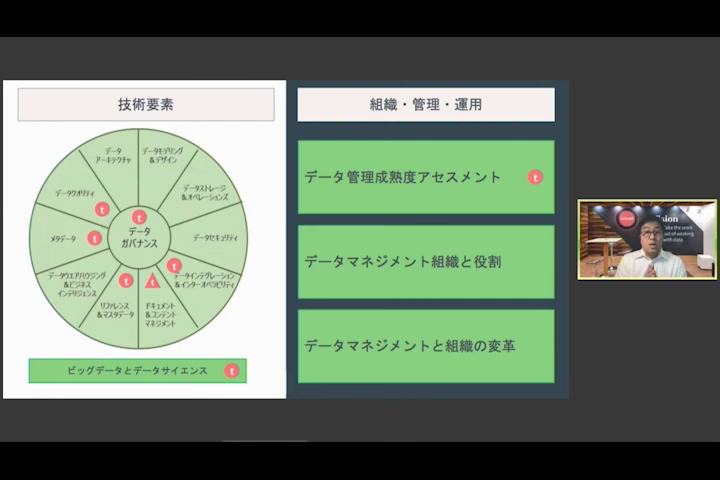 技術要素
データ
アーキテクチャ
データモデリング
&デザイン
データクオリティ
データストレージ
&オペレーションズ
メタデータ
データ
ガバナンス
データセキュリティ
データウエアハウジング
&ビジネス
インテリジェンス
データインテグレーション
&インターオペラビリティ
リファレンス
&マスタデータ
ドキュメント
&コンテント
マネジメント
t
t
t
t
t
t
ビッグデータとデータサイエンス t
組織・管理・運用
データ管理成熟度アセスメント t
データマネジメント組織と役割
データマネジメントと組織の変革
take the work
out of working
with data